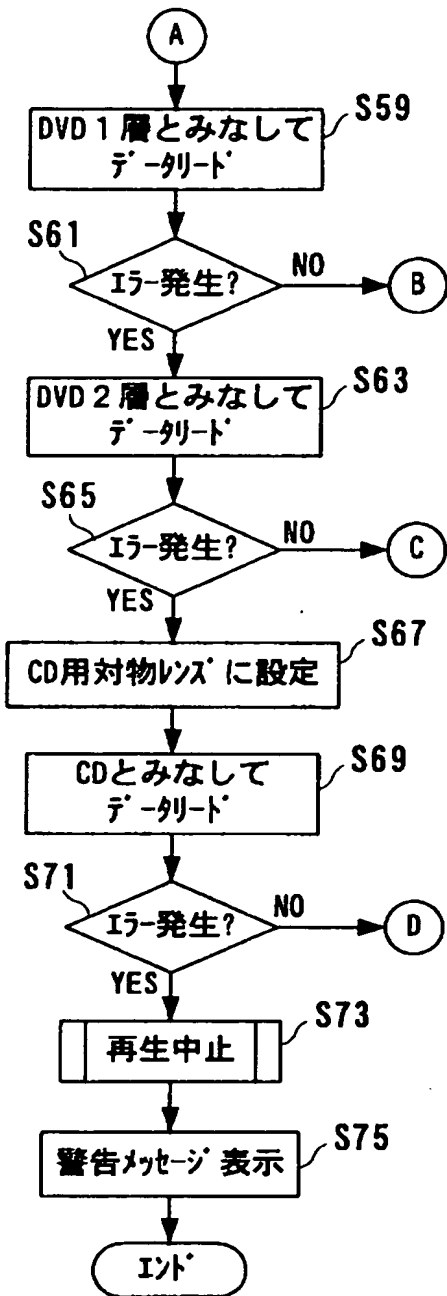 A
S59
DVD1層とみなして
データリード
S61
エラー発生?
NO
B
YES
S63
DVD2層とみなして
データリード
S65
エラー発生?
NO
C
YES
S67
CD用対物レンズに設定
S69
CDとみなして
データリード
S71
エラー発生?
NO
D
YES
S73
再生中止
S75
警告メッセージ表示
エンド